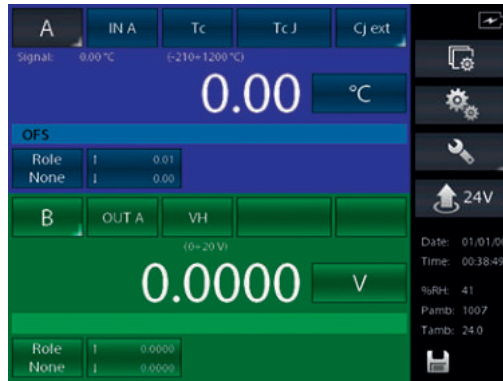 A IN A Tc Tc J Cj ext
Signal: 0.00 °C (-210÷1200 °C)
0.00 °C
OFS
Role None ↑ 0.01
↓ 0.00
B OUT A VH
(0÷20 V)
0.0000 V
Role None ↑ 0.0000
↓ 0.0000
24V
Date: 01/01/00
Time: 00:38:49
%RH: 41
Pamb: 1007
Tamb: 24.0